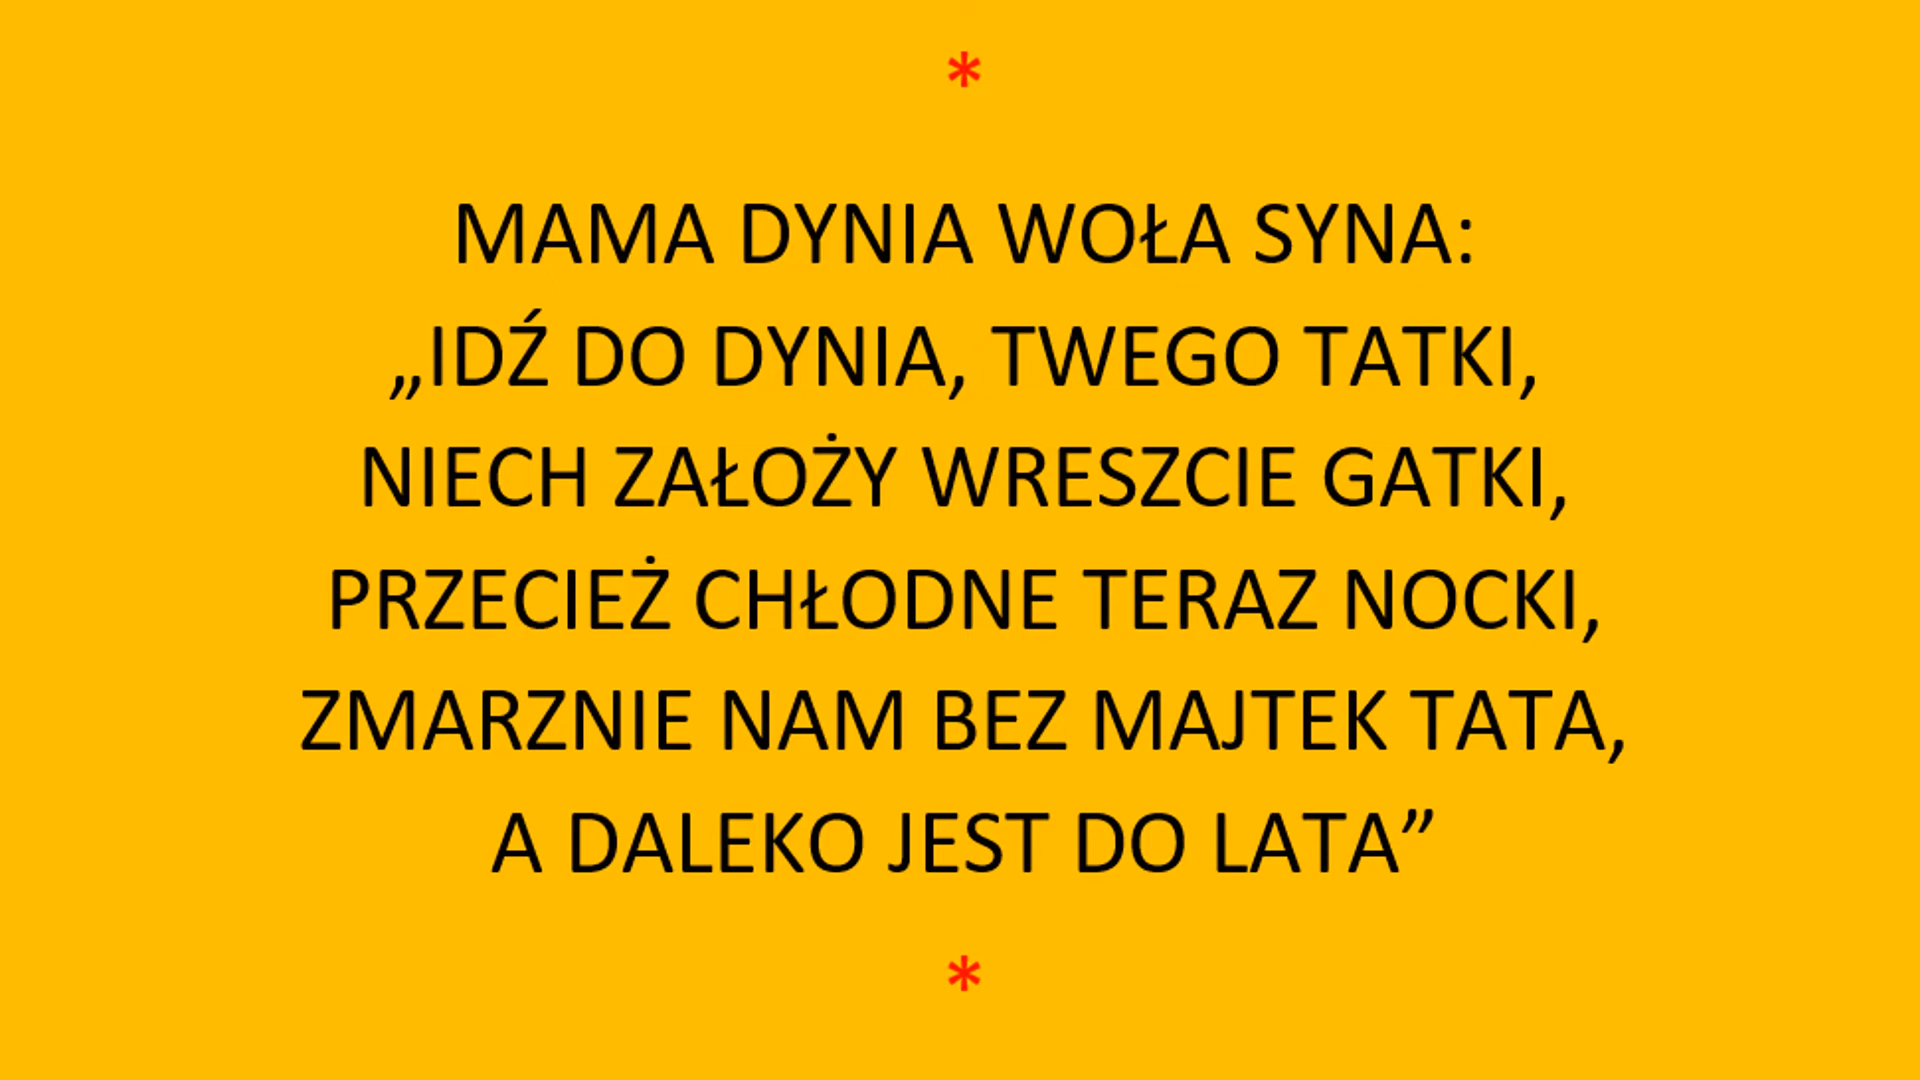 *
MAMA DYNIA WOŁA SYNA:
„IDŹ DO DYNIA, TWEGO TATKI,
NIECH ZAŁOŻY WRESZCIE GATKI,
PRZECIEŻ CHŁODNE TERAZ NOCKI,
ZMARZNIE NAM BEZ MAJTEK TATA,
A DALEKO JEST DO LATA”
*